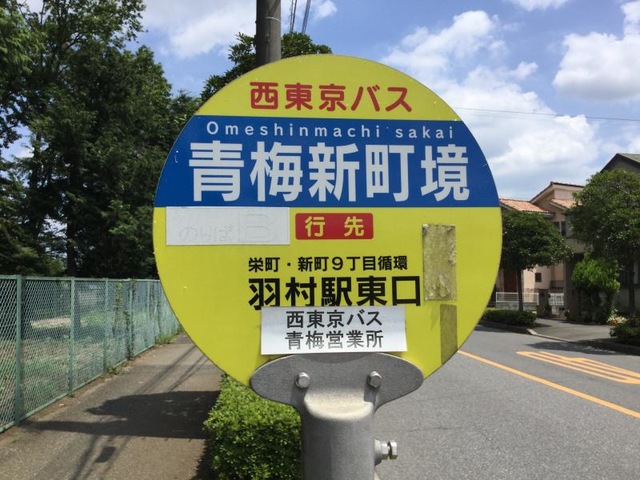 西東京バス
Omeshinmachi sakai
青梅新町境
行先
栄町・新町9丁目循環
羽村駅東口
西東京バス
青梅営業所